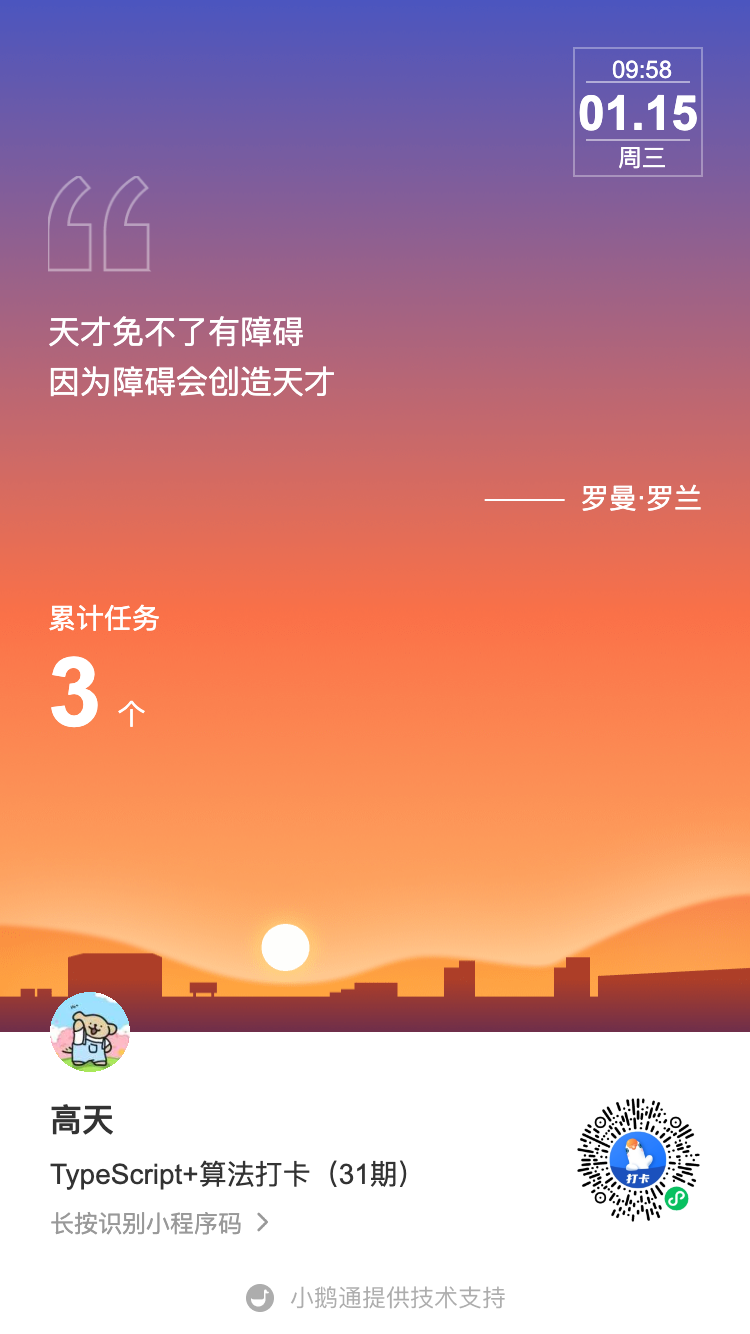 09:58
01.15
周三
天才免不了有障碍
因为障碍会创造天才
罗曼·罗兰
累计任务
3 个
高天
TypeScript+算法打卡（31期）
长按识别小程序码
打卡
小鹅通提供技术支持